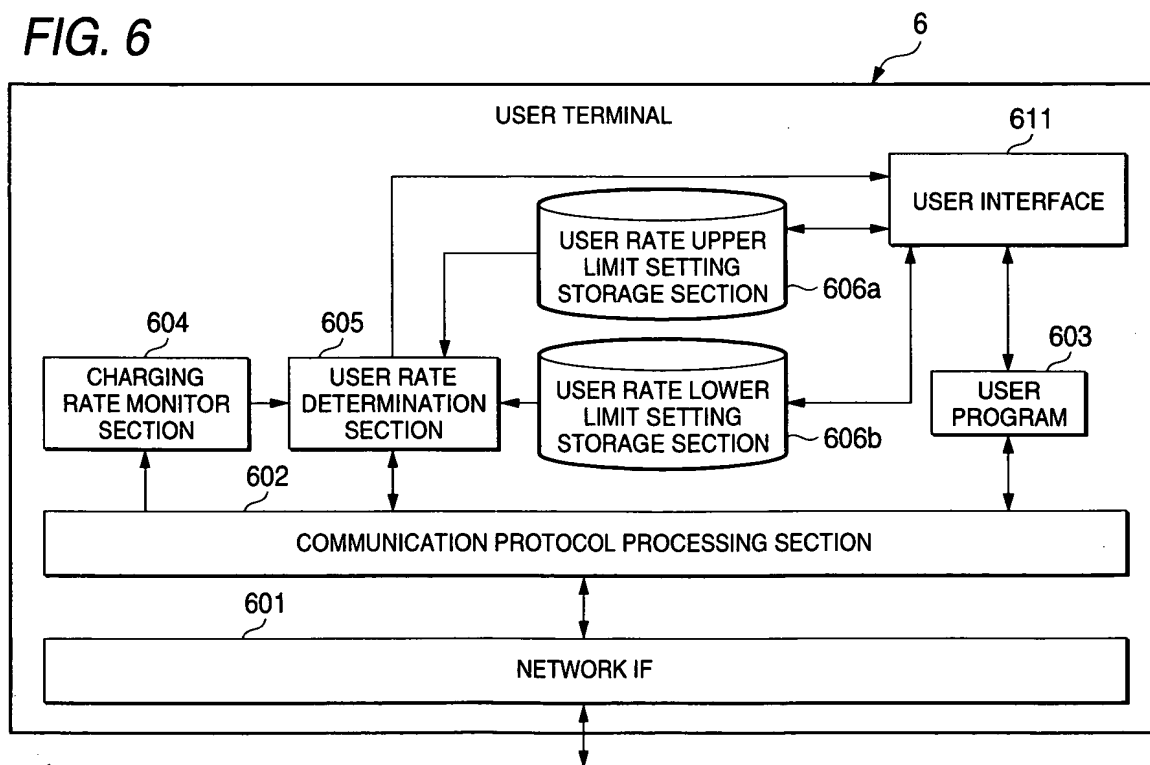 FIG. 6
6
USER TERMINAL
611
USER INTERFACE
USER RATE UPPER
LIMIT SETTING
STORAGE SECTION
606a
604
CHARGING
RATE MONITOR
SECTION
605
USER RATE
DETERMINATION
SECTION
USER RATE LOWER
LIMIT SETTING
STORAGE SECTION
606b
603
USER
PROGRAM
602
COMMUNICATION PROTOCOL PROCESSING SECTION
601
NETWORK IF